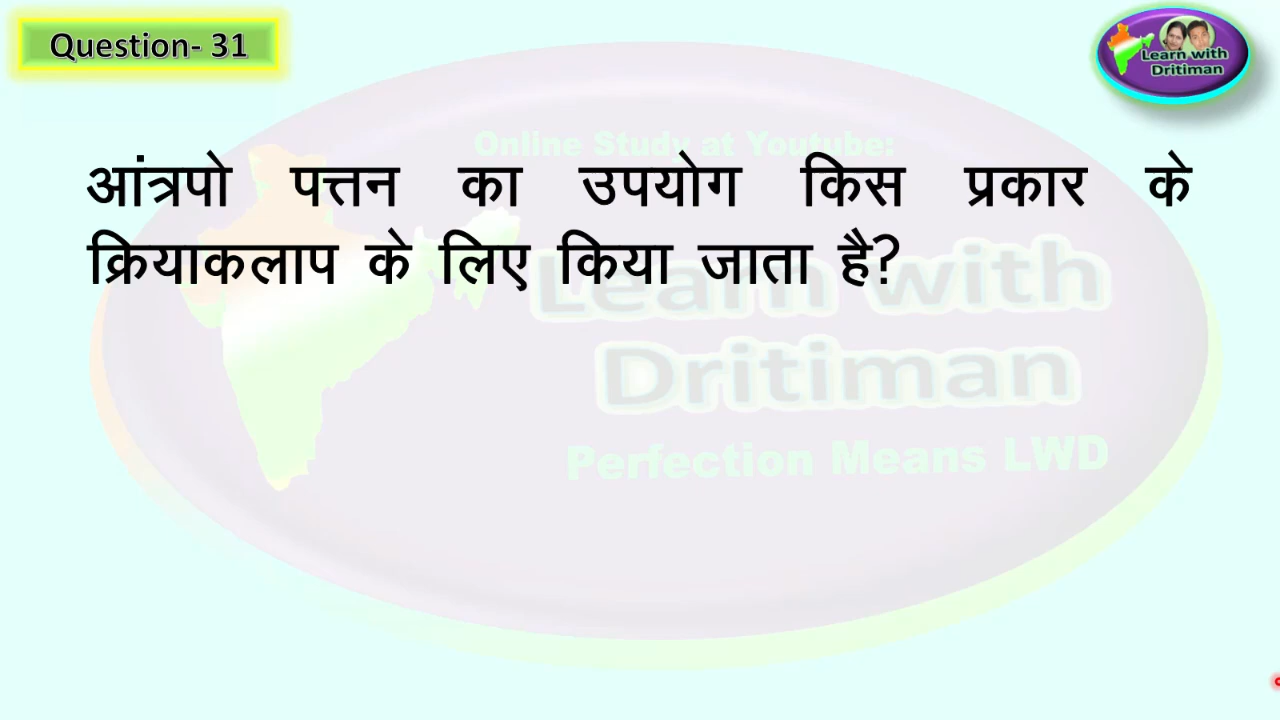 Question- 31
Learn with
Dritiman
Online Study at Youtube:
आंत्रपो पत्तन का उपयोग किस प्रकार के
क्रियाकलाप के लिए किया जाता है?
Learn with
Dritiman
Perfection Means LWD